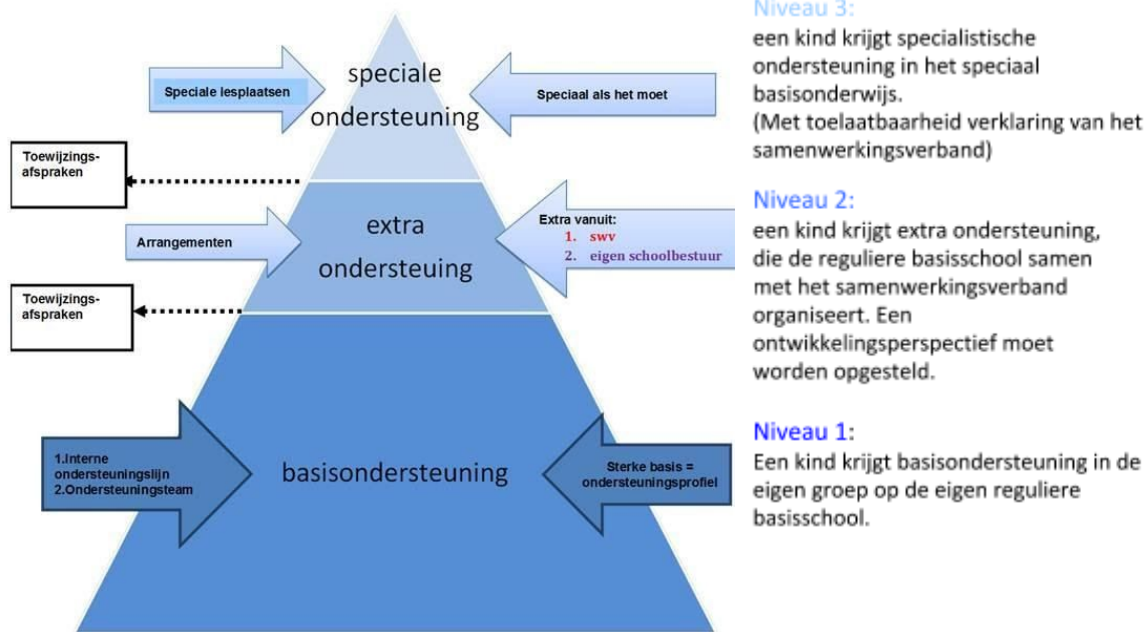 speciale
ondersteuning
Speciale lesplaatsen
Speciaal als het moet
Toewijzings-
afspraken
extra
ondersteuing
Arrangementen
Extra vanuit:
1. swv
2. eigen schoolbestuur
Toewijzings-
afspraken
basisondersteuning
1.Interne
ondersteuningslijn
2.Ondersteuningsteam
Sterke basis =
ondersteuningsprofiel
Niveau 3:
een kind krijgt specialistische
ondersteuning in het speciaal
basisonderwijs.
(Met toelaatbaarheid verklaring van het
samenwerkingsverband)
Niveau 2:
een kind krijgt extra ondersteuning,
die de reguliere basisschool samen
met het samenwerkingsverband
organiseert. Een
ontwikkelingsperspectief moet
worden opgesteld.
Niveau 1:
Een kind krijgt basisondersteuning in de
eigen groep op de eigen reguliere
basisschool.